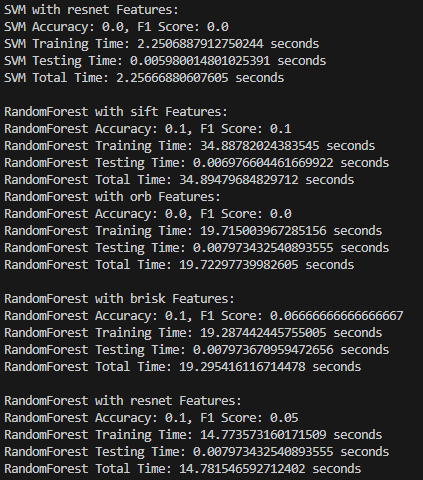 SVM with resnet Features:
SVM Accuracy: 0.0, F1 Score: 0.0
SVM Training Time: 2.2506887912750244 seconds
SVM Testing Time: 0.005980014801025391 seconds
SVM Total Time: 2.25666880607605 seconds
RandomForest with sift Features:
RandomForest Accuracy: 0.1, F1 Score: 0.1
RandomForest Training Time: 34.88782024383545 seconds
RandomForest Testing Time: 0.006976604461669922 seconds
RandomForest Total Time: 34.89479684829712 seconds
RandomForest with orb Features:
RandomForest Accuracy: 0.0, F1 Score: 0.0
RandomForest Training Time: 19.715003967285156 seconds
RandomForest Testing Time: 0.007973432540893555 seconds
RandomForest Total Time: 19.72297739982605 seconds
RandomForest with brisk Features:
RandomForest Accuracy: 0.1, F1 Score: 0.06666666666666667
RandomForest Training Time: 19.287442445755005 seconds
RandomForest Testing Time: 0.007973670959472656 seconds
RandomForest Total Time: 19.295416116714478 seconds
RandomForest with resnet Features:
RandomForest Accuracy: 0.1, F1 Score: 0.05
RandomForest Training Time: 14.773573160171509 seconds
RandomForest Testing Time: 0.007973432540893555 seconds
RandomForest Total Time: 14.781546592712402 seconds